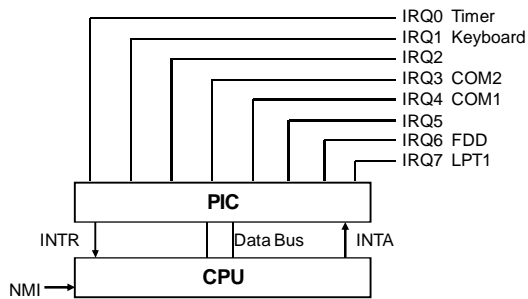 IRQ0 Timer
IRQ1 Keyboard
IRQ2
IRQ3 COM2
IRQ4 COM1
IRQ5
IRQ6 FDD
IRQ7 LPT1
PIC
INTR Data Bus INTA
CPU
NMI